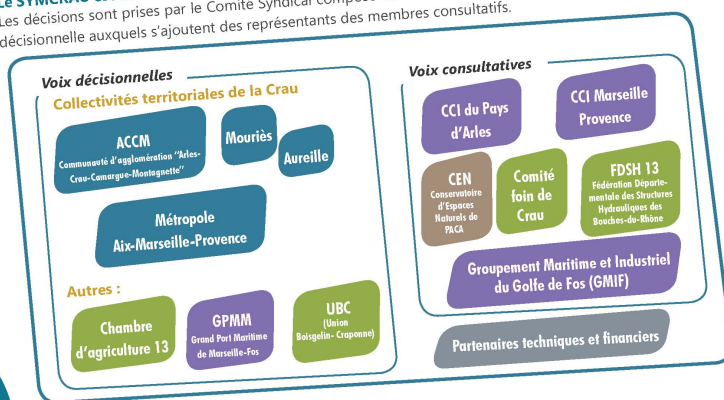 Le SYMCRAU
Les décisions sont prises par le Comité Syndical
décisionnelle auxquels s'ajoutent des représentants des membres consultatifs.
Voix décisionnelles
Collectivités territoriales de la Crau
ACCM
Communauté d'agglomération "Arles-
Crau-Camargue-Montagnette"
Mouriès
Aureille
Métropole
Aix-Marseille-Provence
Autres :
Chambre
d'agriculture 13
GPMM
Grand Port Maritime
de Marseille-Fos
UBC
(Union
Boisgelin- Craponne)
Voix consultatives
CCI du Pays
d'Arles
CCI Marseille
Provence
CEN
Conservatoire
d'Espaces
Naturels de
PACA
Comité
foin de
Crau
FDSH 13
Fédération Départe-
mentale des Structures
Hydrauliques des
Bouches-du-Rhône
Groupement Maritime et Industriel
du Golfe de Fos (GMIF)
Partenaires techniques et financiers